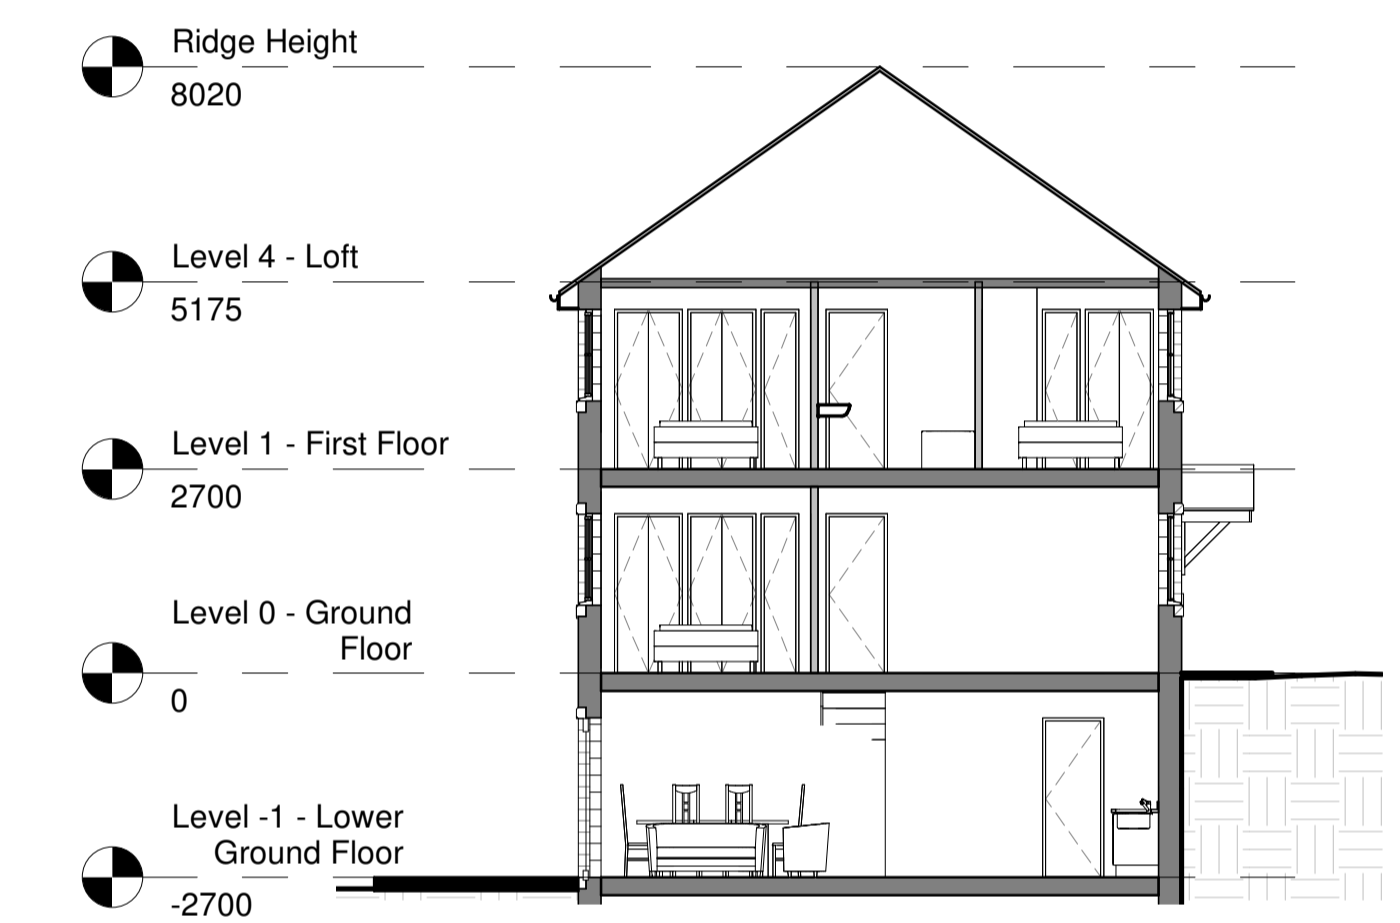 Ridge Height
8020
Level 4 - Loft
5175
Level 1 - First Floor
2700
Level 0 - Ground
Floor
0
Level -1 - Lower
Ground Floor
-2700